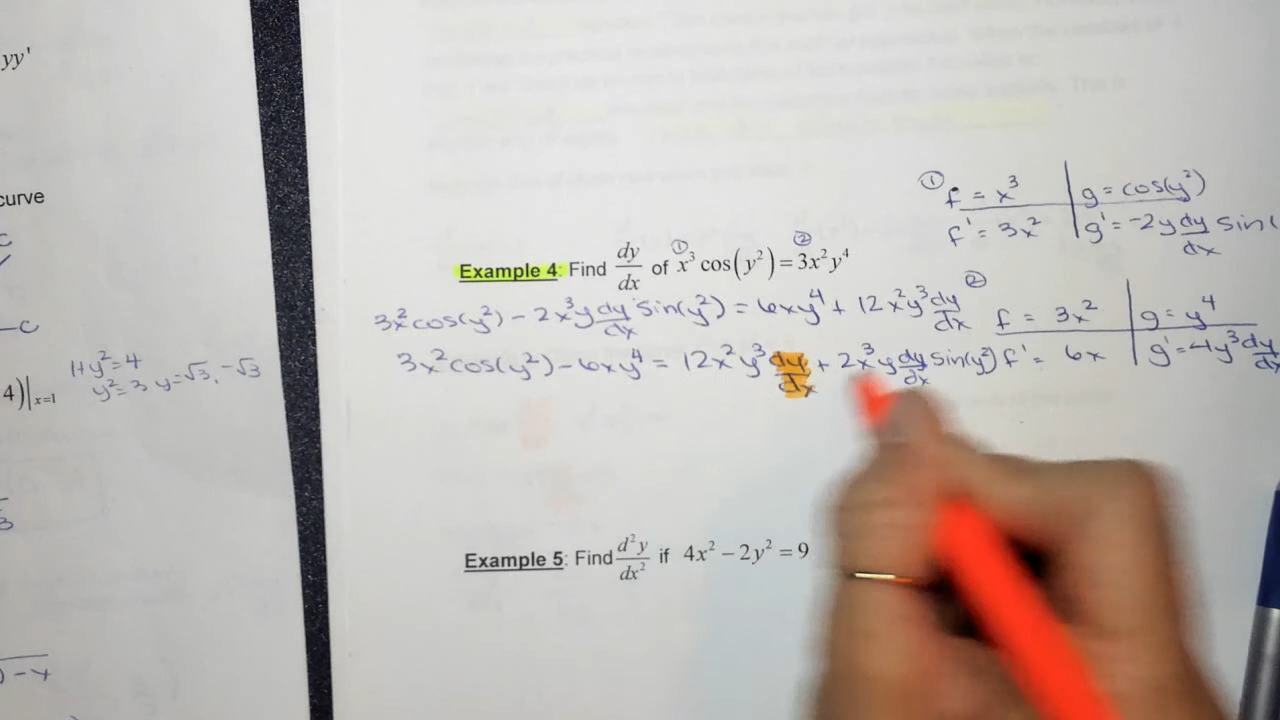 yy'
curve
C
–C
1+y²=4
y²=3 y=√3, -√3
4)|x=1
3
)–x
① f = x³ | g = cos(y²)
f' = 3x² | g' = -2y dy/dx sin(
① ②
Example 4: Find dy/dx of x³ cos(y²) = 3x²y⁴
3x²cos(y²) – 2x³y dy/dx sin(y²) = 6xy⁴ + 12x²y³ dy/dx
② f = 3x² | g = y⁴
f' = 6x | g' = 4y³ dy/dx
3x²cos(y²) – 6xy⁴ = 12x²y³ dy/dx + 2x³y dy/dx sin(y²)
Example 5: Find d²y/dx² if 4x² – 2y² = 9